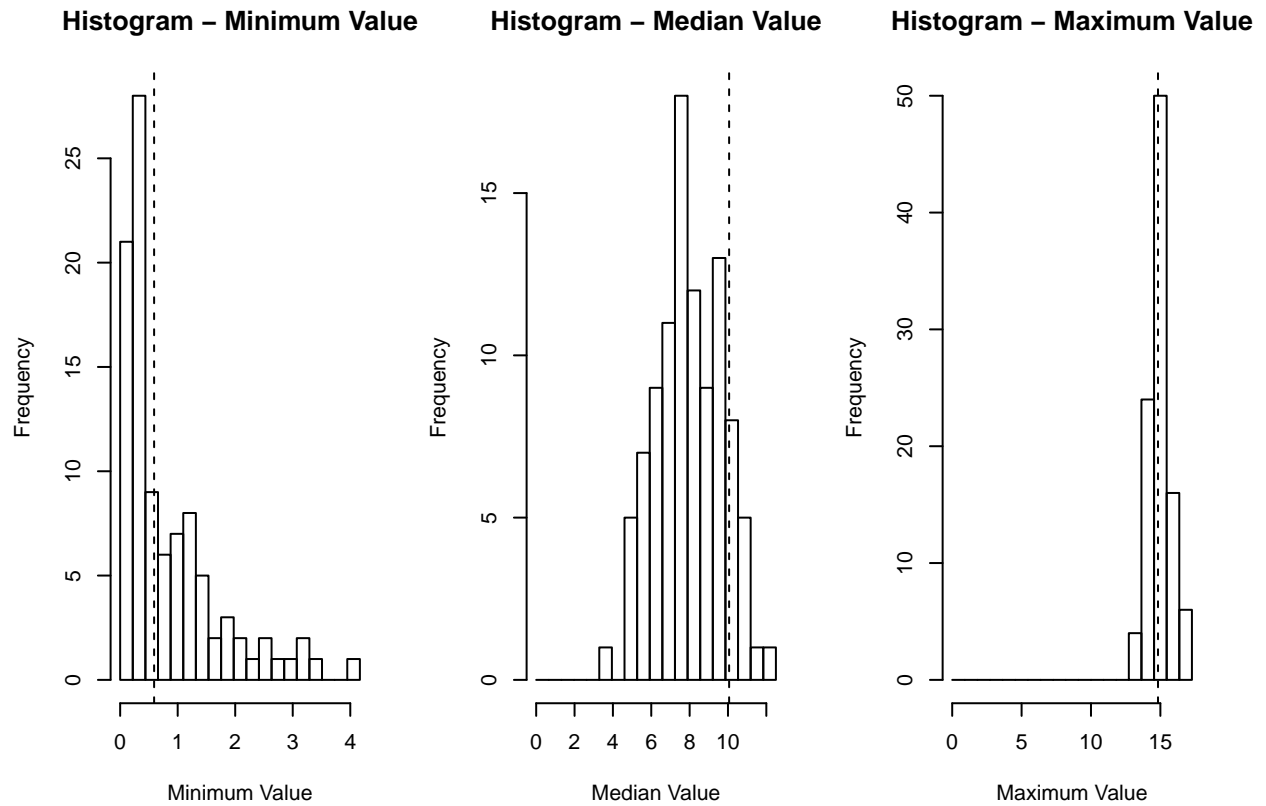 Histogram – Minimum Value
Frequency
0
5
10
15
20
25
0 1 2 3 4
Minimum Value
Histogram – Median Value
Frequency
0
5
10
15
0 2 4 6 8 10
Median Value
Histogram – Maximum Value
Frequency
0
10
20
30
40
50
0 5 10 15
Maximum Value